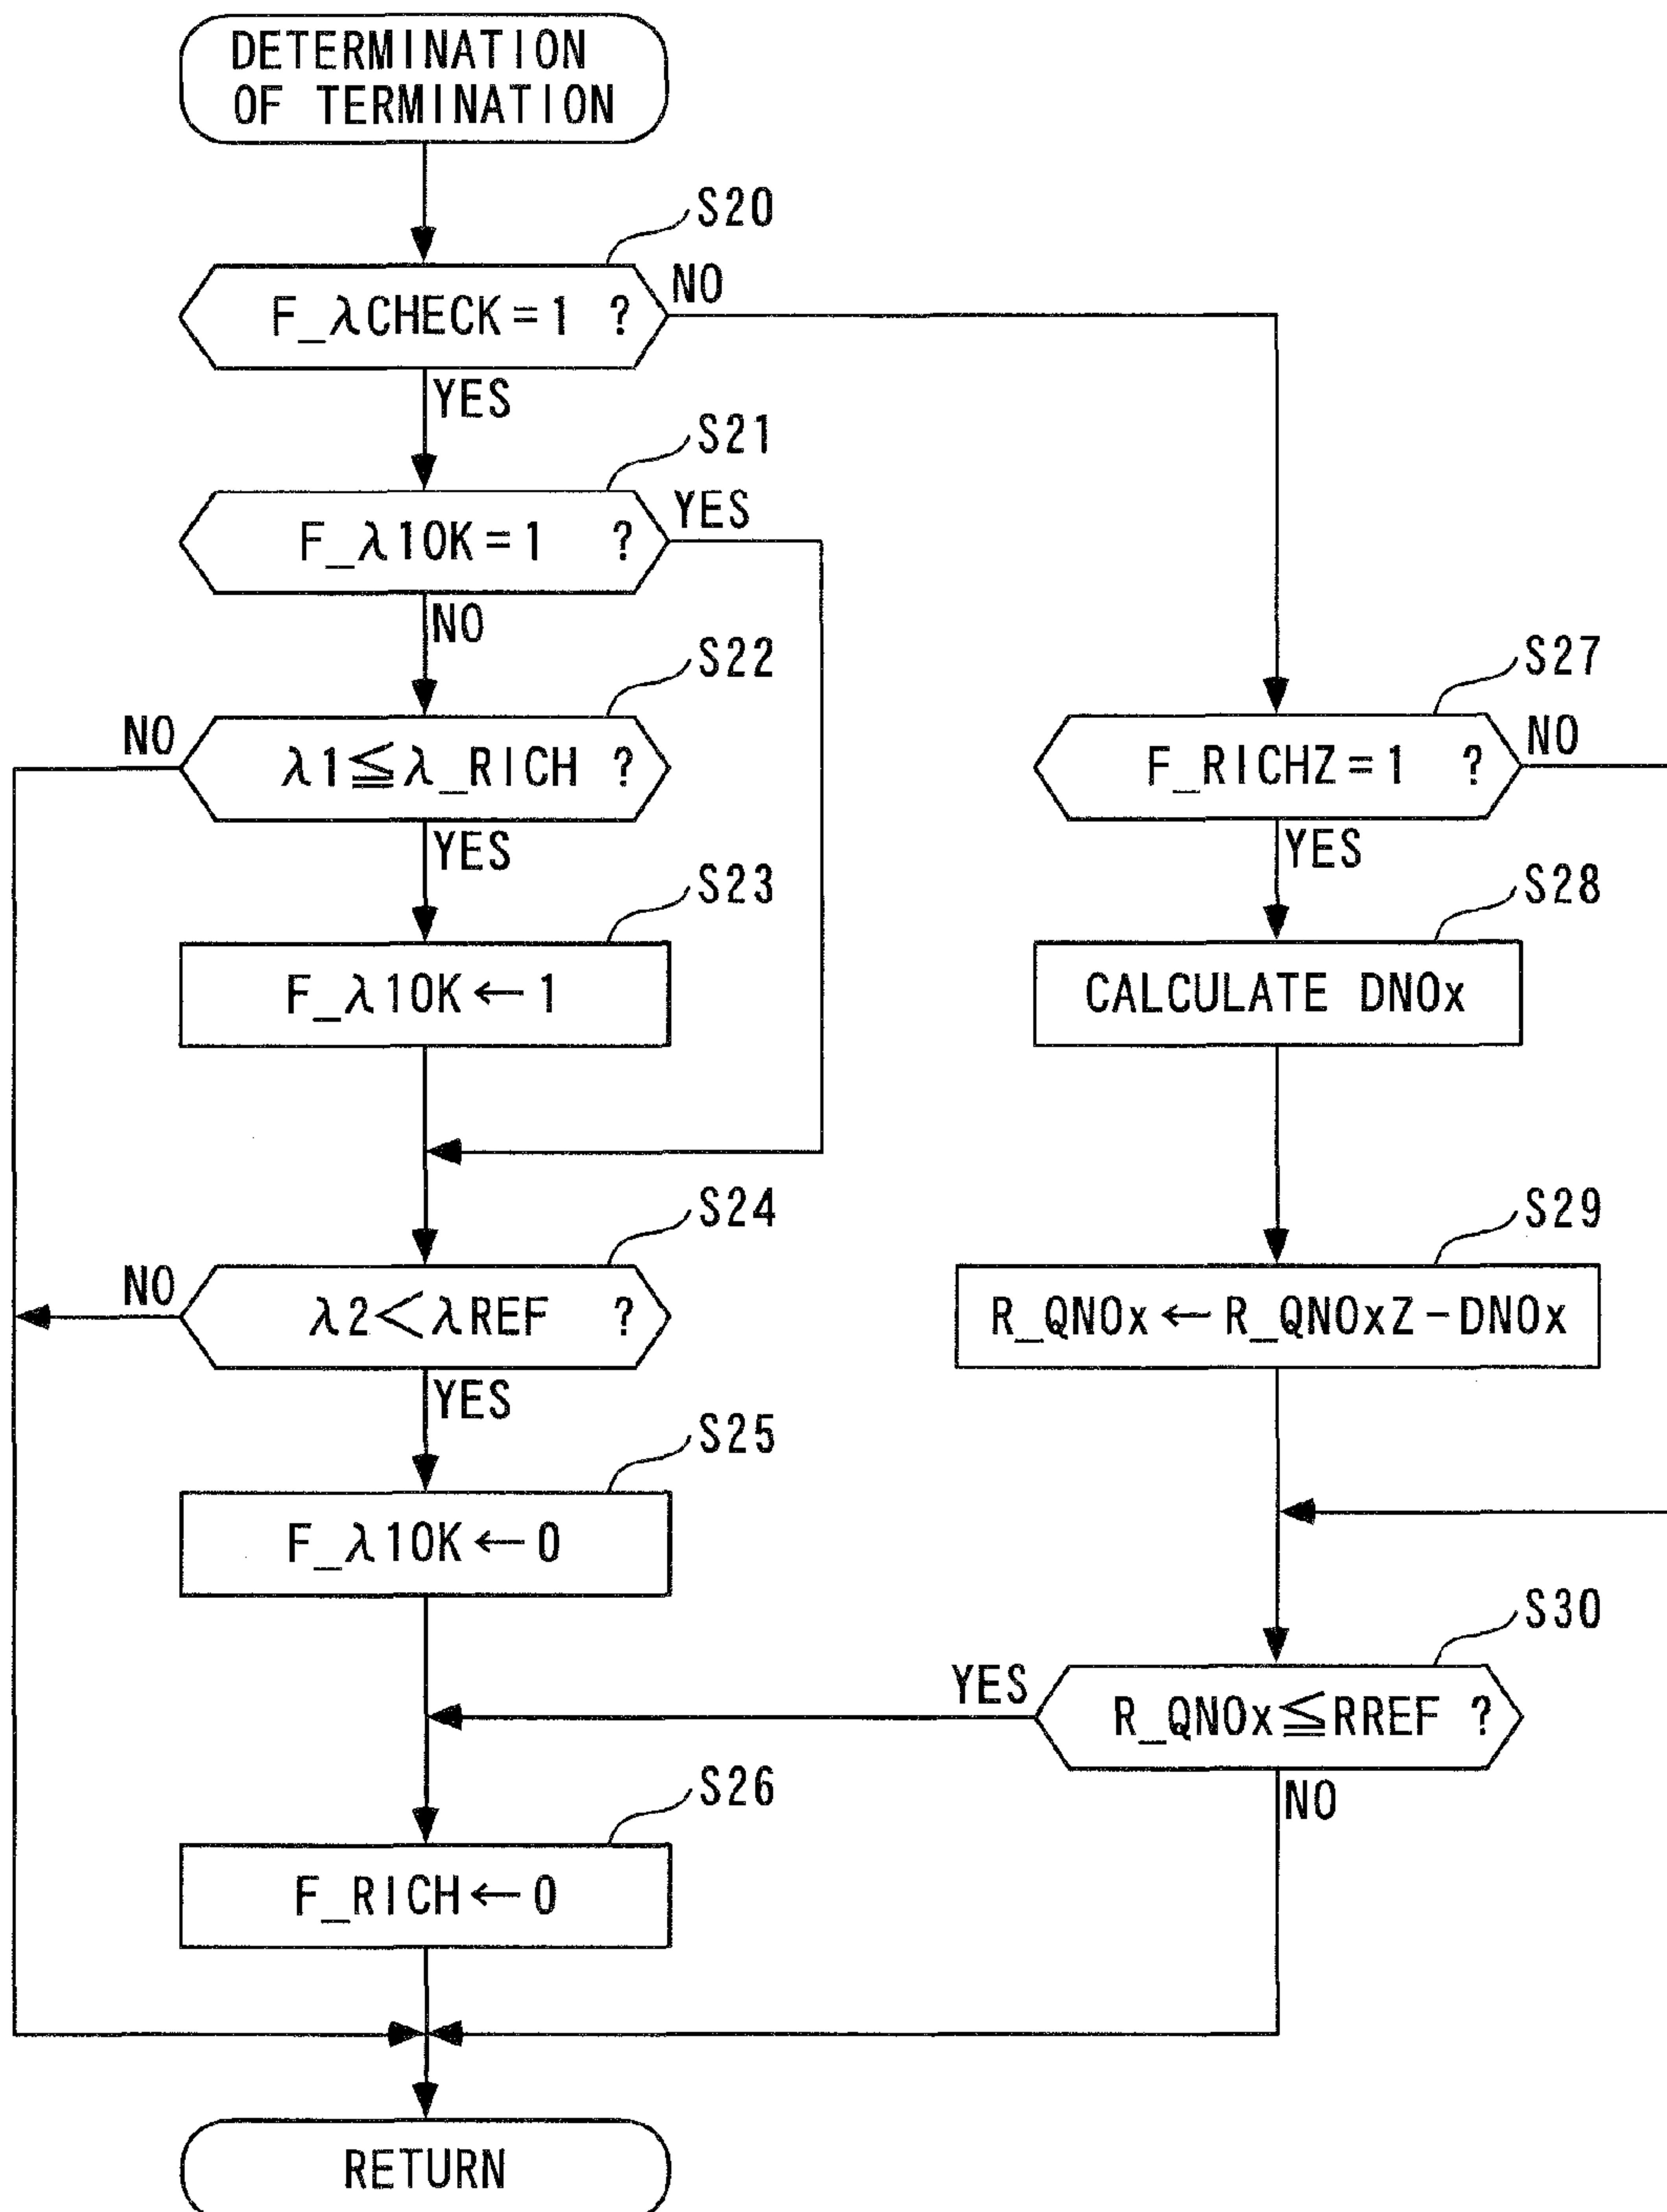 DETERMINATION
OF TERMINATION
S20
F_λCHECK=1 ?
NO
YES
S21
F_λ1OK=1 ?
YES
NO
S22
λ1≦λ_RICH ?
NO
YES
S23
F_λ1OK←1
S24
λ2<λREF ?
NO
YES
S25
F_λ1OK←0
S26
F_RICH←0
RETURN
S27
F_RICHZ=1 ?
NO
YES
S28
CALCULATE DNOx
S29
R_QNOx←R_QNOxZ-DNOx
S30
R_QNOx≦RREF ?
YES
NO